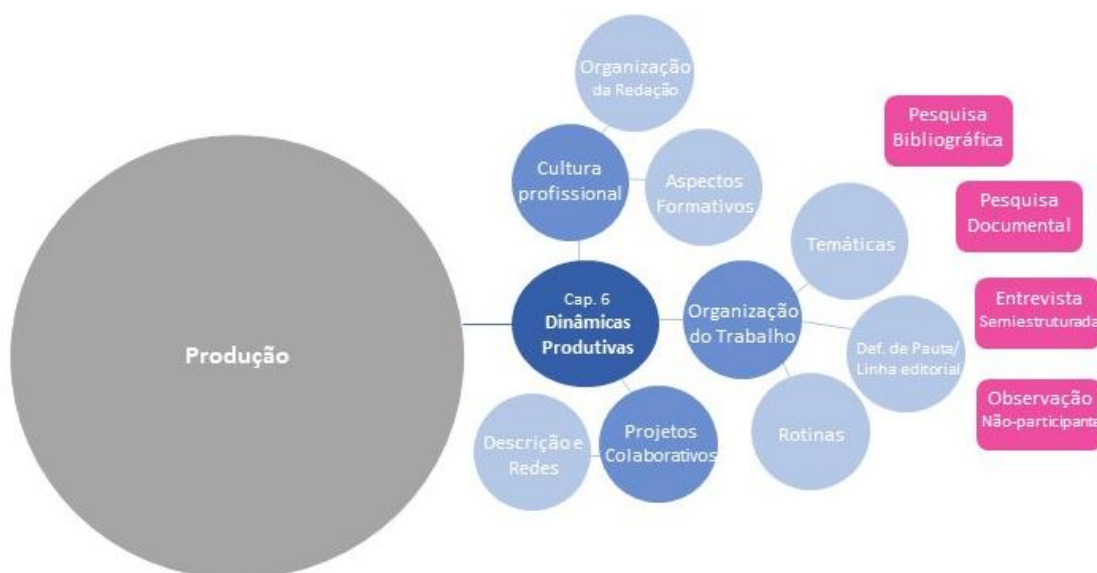 Organização
da Redação
Cultura
profissional
Aspectos
Formativos
Pesquisa
Bibliográfica
Pesquisa
Documental
Temáticas
Cap. 6
Dinâmicas
Produtivas
Organização
do Trabalho
Entrevista
Semiestruturada
Produção
Def. de Pauta/
Linha editorial
Observação
Não-participante
Descrição e
Redes
Projetos
Colaborativos
Rotinas